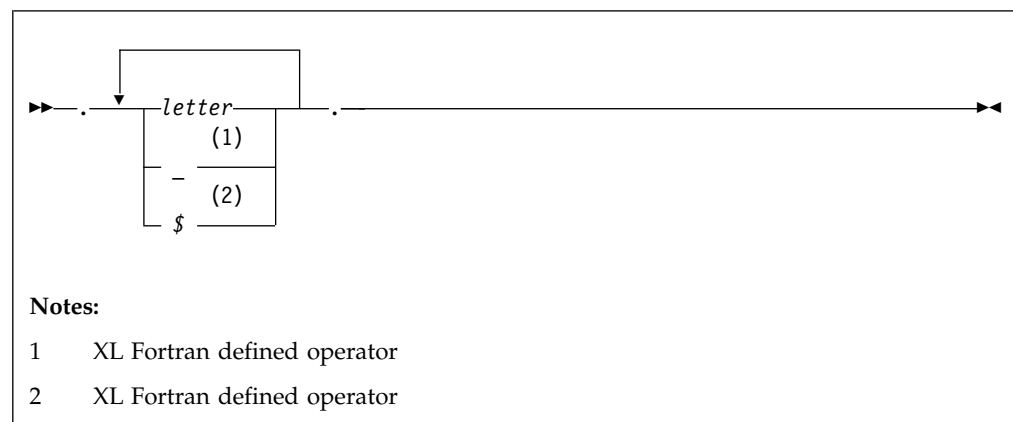 . letter .
(1)
_
(2)
$
Notes:
1 XL Fortran defined operator
2 XL Fortran defined operator